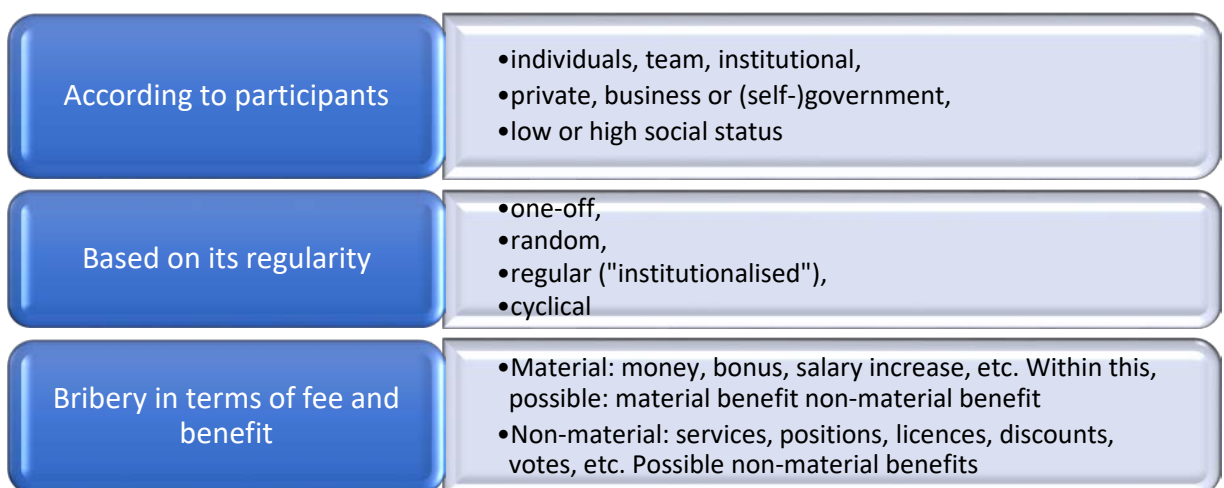 According to participants
•individuals, team, institutional,
•private, business or (self-)government,
•low or high social status
Based on its regularity
•one-off,
•random,
•regular ("institutionalised"),
•cyclical
Bribery in terms of fee and
benefit
•Material: money, bonus, salary increase, etc. Within this,
possible: material benefit non-material benefit
•Non-material: services, positions, licences, discounts,
votes, etc. Possible non-material benefits